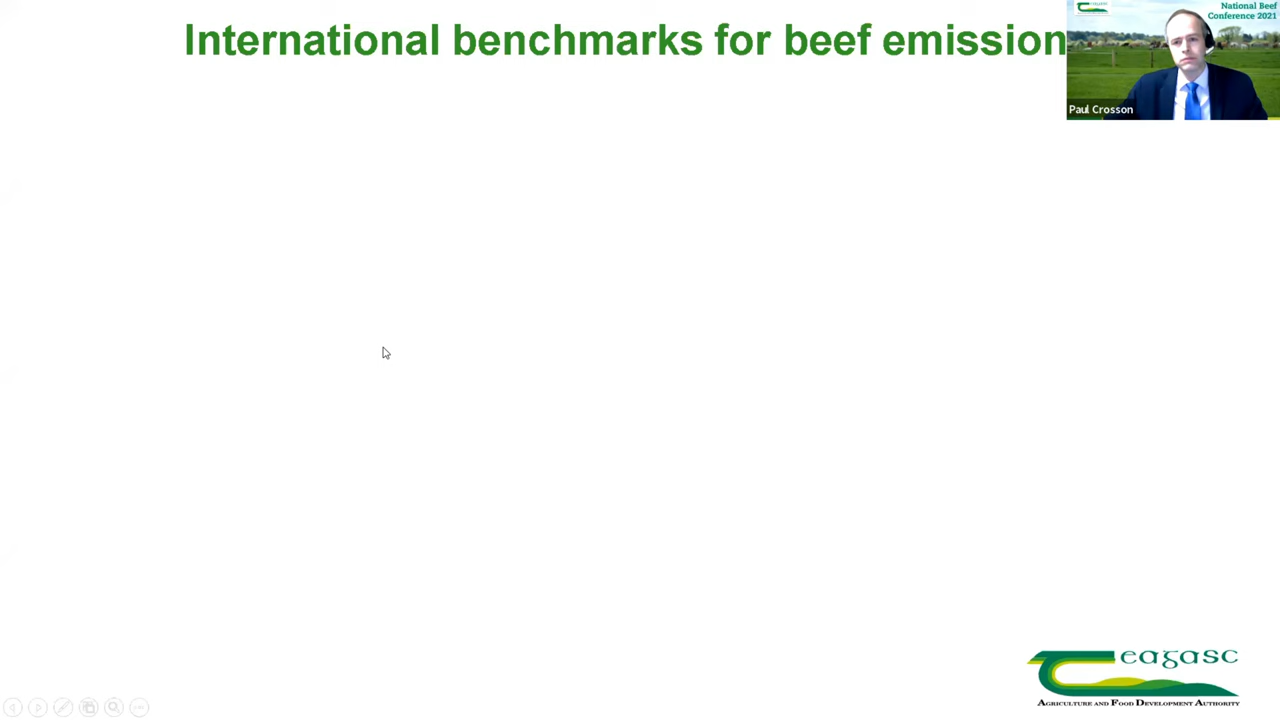 International benchmarks for beef emission
National Beef
Conference 2021
Paul Crosson
eagasc
AGRICULTURE AND FOOD DEVELOPMENT AUTHORITY